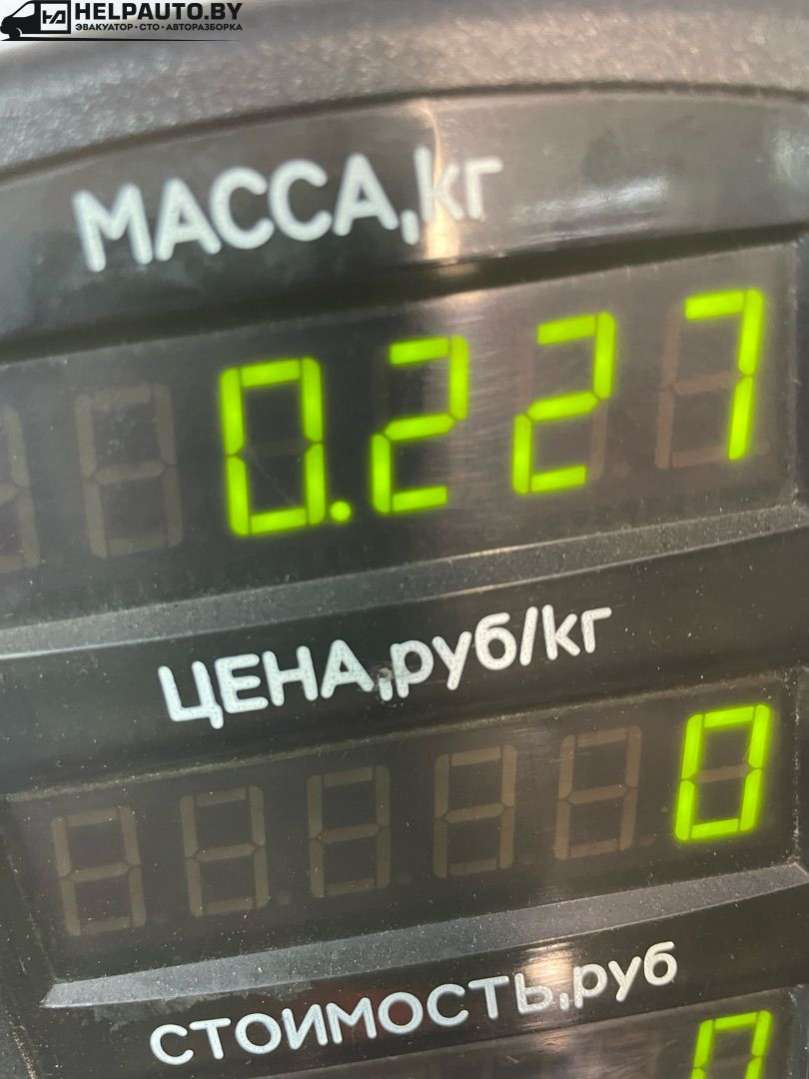 HELPAUTO.BY
ЭВАКУАТОР•СТО•АВТОРАЗБОРКА
МАССА,кг
0.227
ЦЕНА,руб/кг
0
СТОИМОСТЬ,руб
0